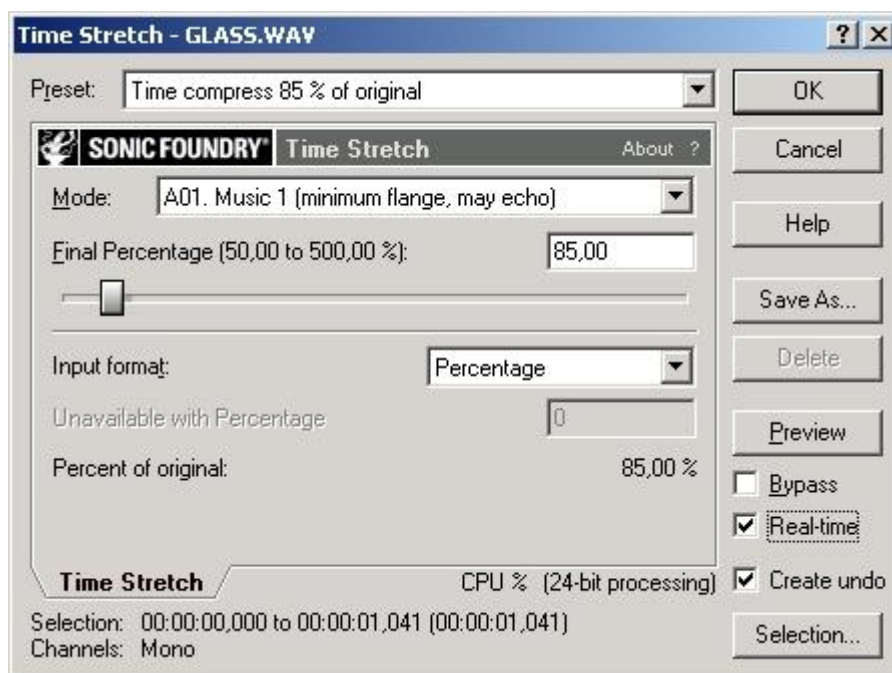 Time Stretch - GLASS.WAV
Preset: Time compress 85 % of original
OK
SONIC FOUNDRY Time Stretch About ?
Cancel
Mode: A01. Music 1 (minimum flange, may echo)
Help
Final Percentage (50,00 to 500,00 %): 85,00
Save As...
Input format: Percentage
Delete
Unavailable with Percentage 0
Preview
Percent of original: 85,00 %
Bypass
Real-time
Time Stretch CPU % (24-bit processing)
Create undo
Selection: 00:00:00,000 to 00:00:01,041 (00:00:01,041)
Selection...
Channels: Mono